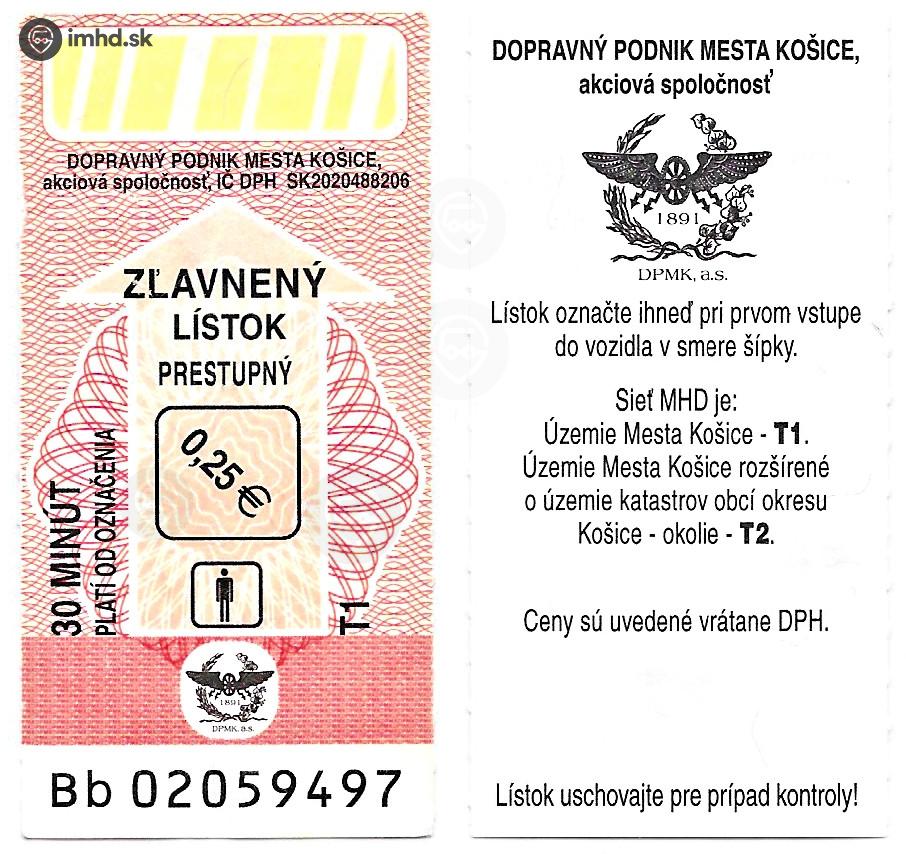 imhd.sk
DOPRAVNÝ PODNIK MESTA KOŠICE,
akciová spoločnosť, IČ DPH SK2020488206
ZĽAVNENÝ
LÍSTOK
PRESTUPNÝ
0,25 €
30 MINÚT
PLATÍ OD OZNAČENIA
T1
1891
DPMK, a.s.
Bb 02059497
DOPRAVNÝ PODNIK MESTA KOŠICE,
akciová spoločnosť
1891
DPMK, a.s.
Lístok označte ihneď pri prvom vstupe
do vozidla v smere šípky.
Sieť MHD je:
Územie Mesta Košice - T1.
Územie Mesta Košice rozšírené
o územie katastrov obcí okresu
Košice - okolie - T2.
Ceny sú uvedené vrátane DPH.
Lístok uschovajte pre prípad kontroly!